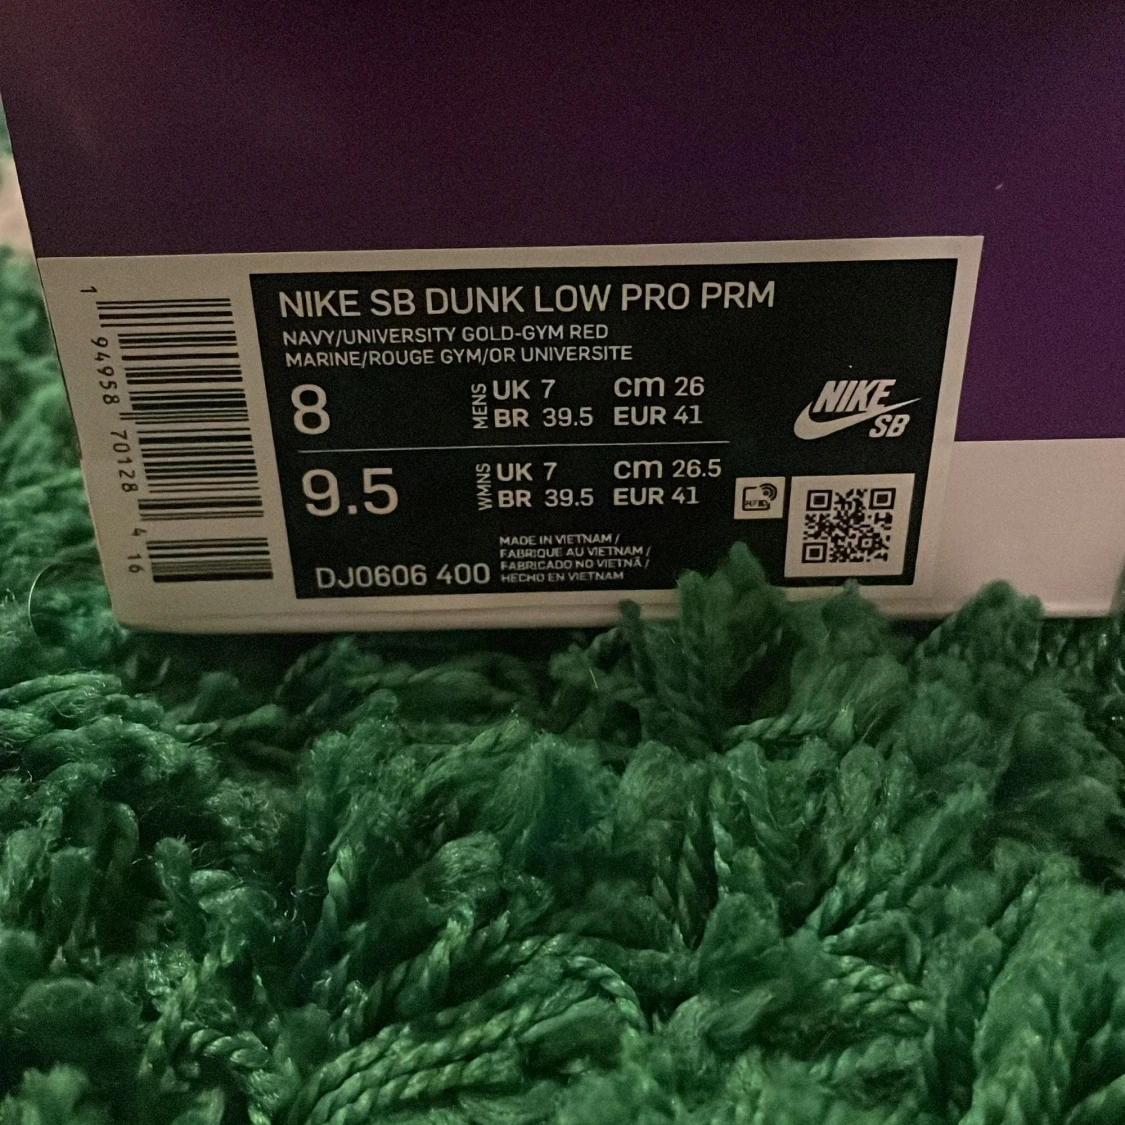 1 94958 70128 4 16
NIKE SB DUNK LOW PRO PRM
NAVY/UNIVERSITY GOLD-GYM RED
MARINE/ROUGE GYM/OR UNIVERSITE
8 MENS UK 7 cm 26
BR 39.5 EUR 41
9.5 WMNS UK 7 cm 26.5
BR 39.5 EUR 41
DJ0606 400
MADE IN VIETNAM /
FABRIQUE AU VIETNAM /
FABRICADO NO VIETNÃ /
HECHO EN VIETNAM
NIKE
SB